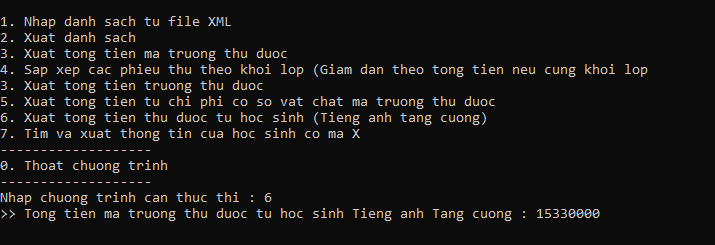 1. Nhap danh sach tu file XML
2. Xuat danh sach
3. Xuat tong tien ma truong thu duoc
4. Sap xep cac phieu thu theo khoi lop (Giam dan theo tong tien neu cung khoi lop
3. Xuat tong tien truong thu duoc
5. Xuat tong tien tu chi phi co so vat chat ma truong thu duoc
6. Xuat tong tien thu duoc tu hoc sinh (Tieng anh tang cuong)
7. Tim va xuat thong tin cua hoc sinh co ma X
-------------------
0. Thoat chuong trinh
-------------------
Nhap chuong trinh can thuc thi : 6
>> Tong tien ma truong thu duoc tu hoc sinh Tieng anh Tang cuong : 15330000